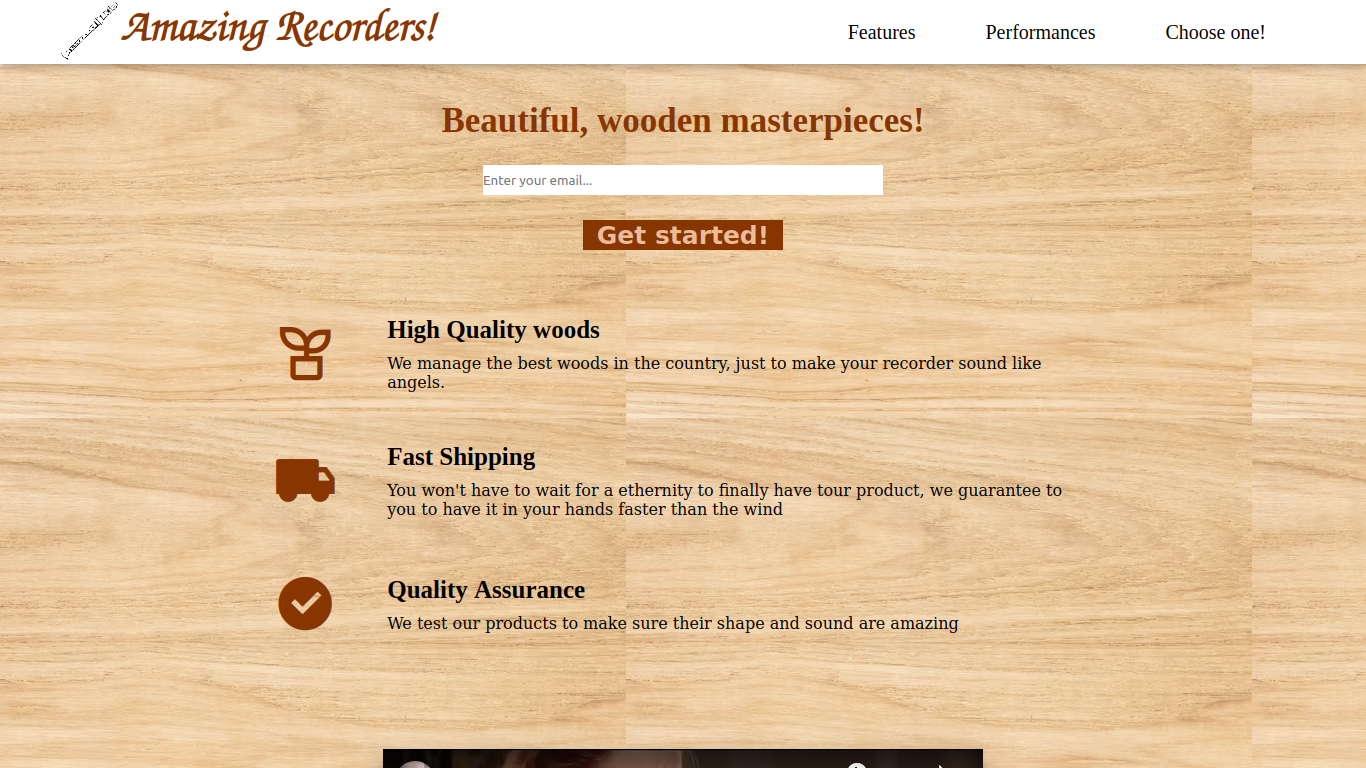 Amazing Recorders!
Features
Performances
Choose one!
Beautiful, wooden masterpieces!
Enter your email...
Get started!
High Quality woods
We manage the best woods in the country, just to make your recorder sound like
angels.
Fast Shipping
You won't have to wait for a ethernity to finally have tour product, we guarantee to
you to have it in your hands faster than the wind
Quality Assurance
We test our products to make sure their shape and sound are amazing